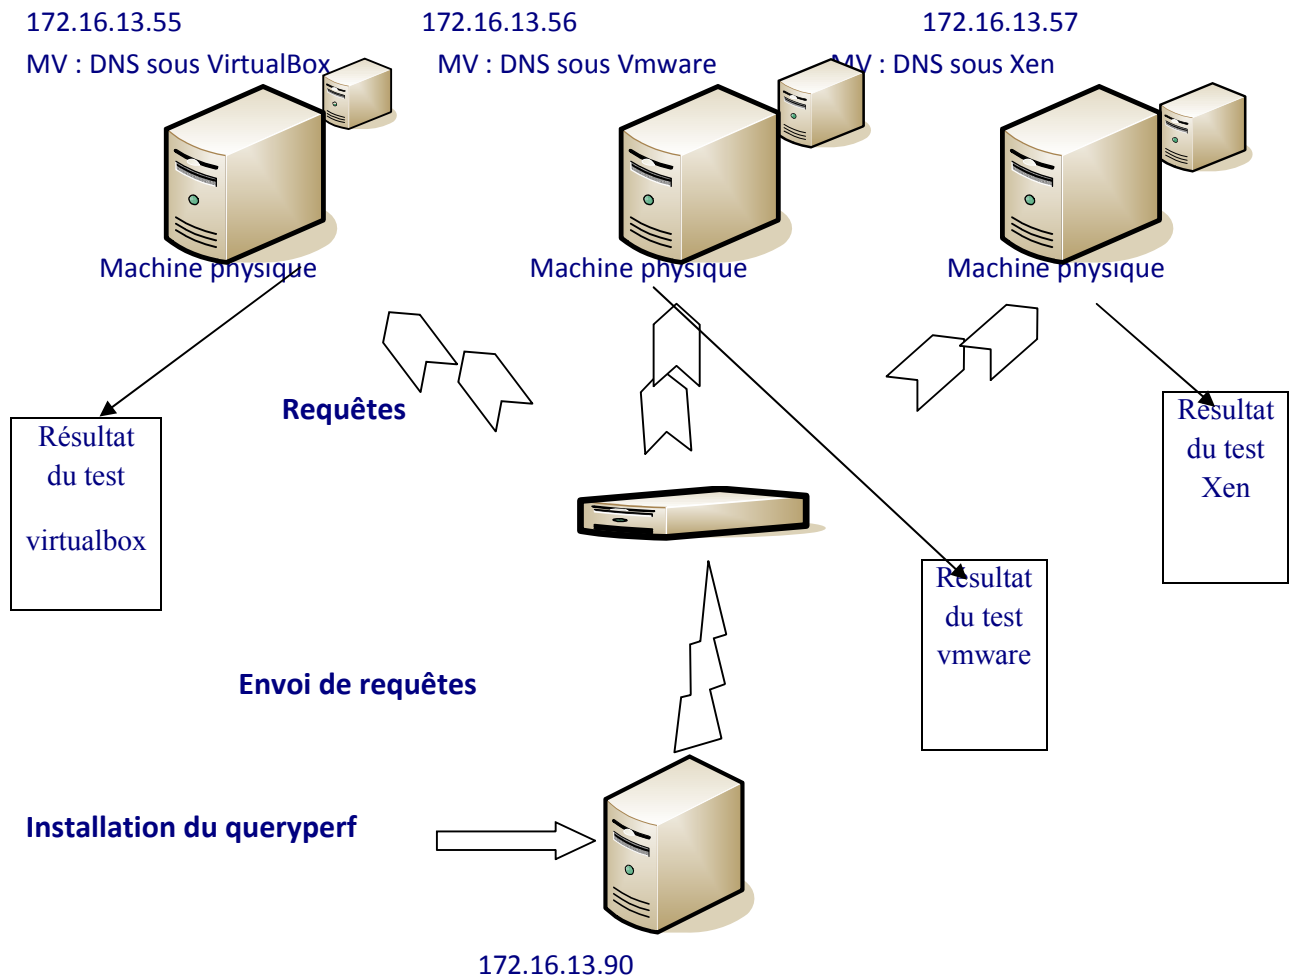 172.16.13.55
172.16.13.56
172.16.13.57
MV : DNS sous VirtualBox
MV : DNS sous Vmware
MV : DNS sous Xen
Machine physique
Machine physique
Machine physique
Requêtes
Résultat
du test
virtualbox
Résultat
du test
Xen
Résultat
du test
vmware
Envoi de requêtes
Installation du queryperf
172.16.13.90